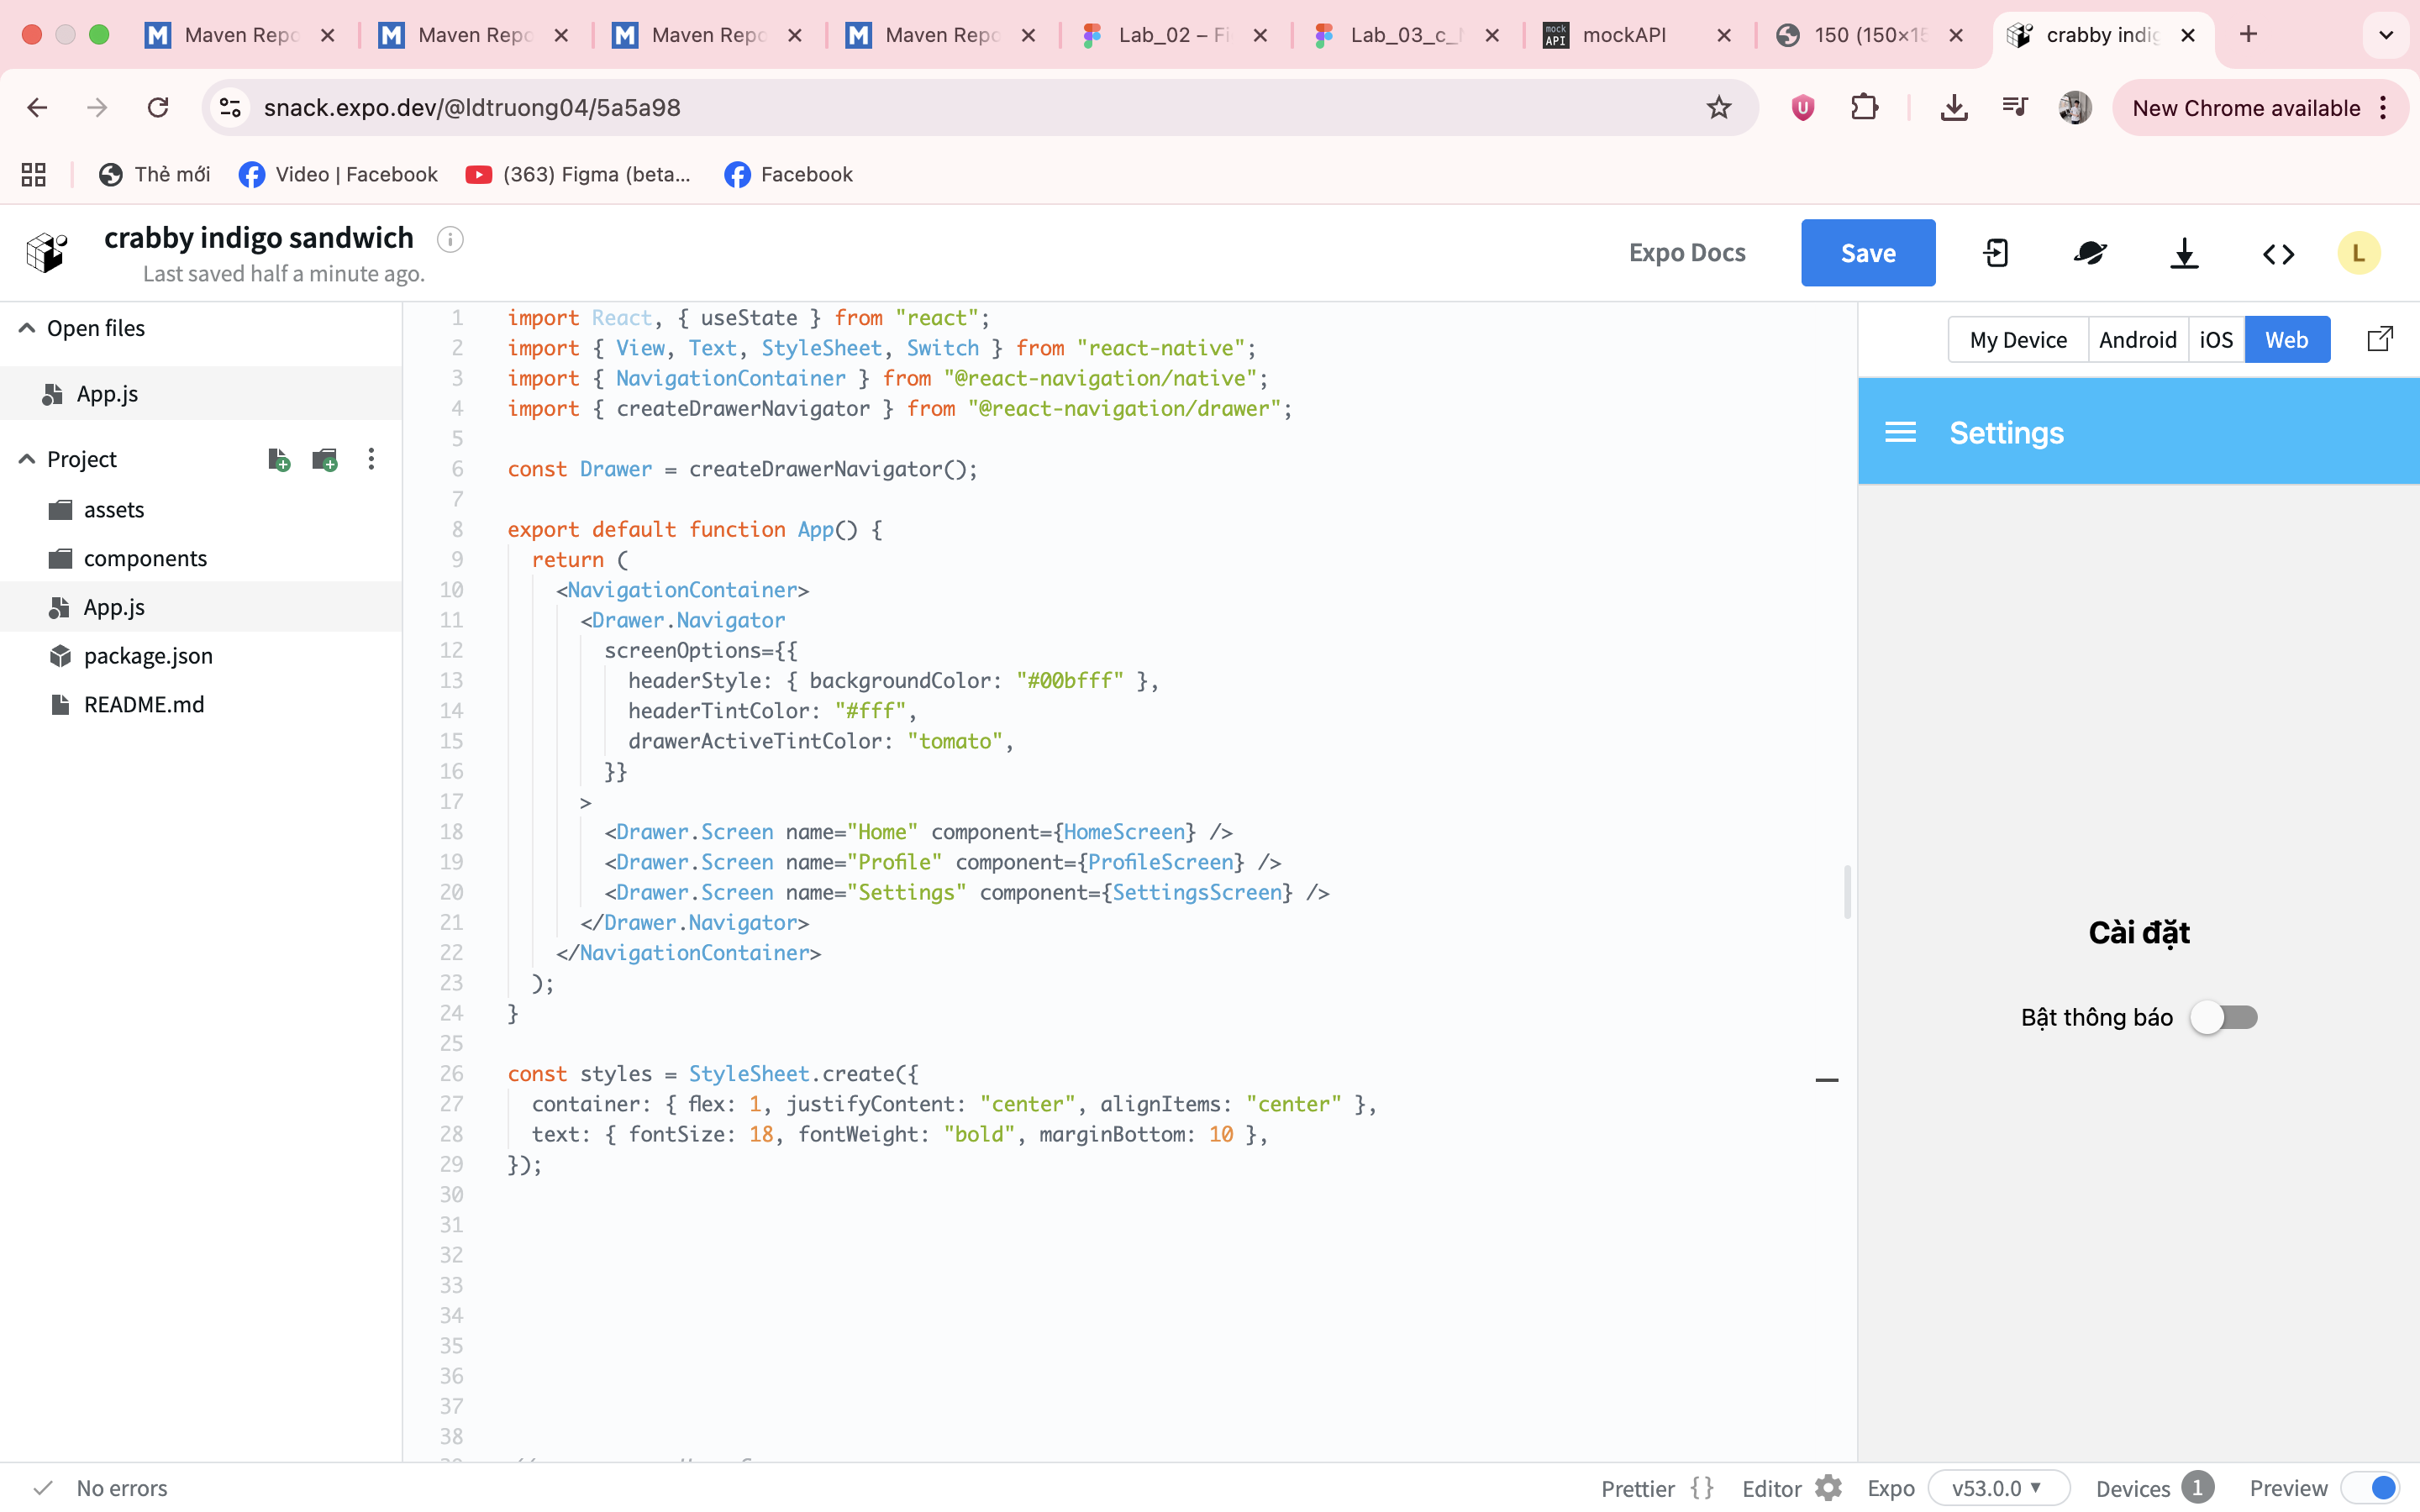 Maven Repo
Maven Repo
Maven Repo
Maven Repo
Lab_02 – Fi
Lab_03_c_
mock API mockAPI
150 (150×15
crabby indig
snack.expo.dev/@ldtruong04/5a5a98
New Chrome available
Thẻ mới
Video | Facebook
(363) Figma (beta...
Facebook
crabby indigo sandwich
Last saved half a minute ago.
Expo Docs
Save
L
Open files
App.js
Project
assets
components
App.js
package.json
README.md
1 import React, { useState } from "react";
2 import { View, Text, StyleSheet, Switch } from "react-native";
3 import { NavigationContainer } from "@react-navigation/native";
4 import { createDrawerNavigator } from "@react-navigation/drawer";
5
6 const Drawer = createDrawerNavigator();
7
8 export default function App() {
9 return (
10 <NavigationContainer>
11 <Drawer.Navigator
12 screenOptions={{
13 headerStyle: { backgroundColor: "#00bfff" },
14 headerTintColor: "#fff",
15 drawerActiveTintColor: "tomato",
16 }}
17 >
18 <Drawer.Screen name="Home" component={HomeScreen} />
19 <Drawer.Screen name="Profile" component={ProfileScreen} />
20 <Drawer.Screen name="Settings" component={SettingsScreen} />
21 </Drawer.Navigator>
22 </NavigationContainer>
23 );
24 }
25
26 const styles = StyleSheet.create({
27 container: { flex: 1, justifyContent: "center", alignItems: "center" },
28 text: { fontSize: 18, fontWeight: "bold", marginBottom: 10 },
29 });
30
31
32
33
34
35
36
37
38
My Device
Android
iOS
Web
Settings
Cài đặt
Bật thông báo
No errors
Prettier {}
Editor
Expo v53.0.0
Devices 1
Preview